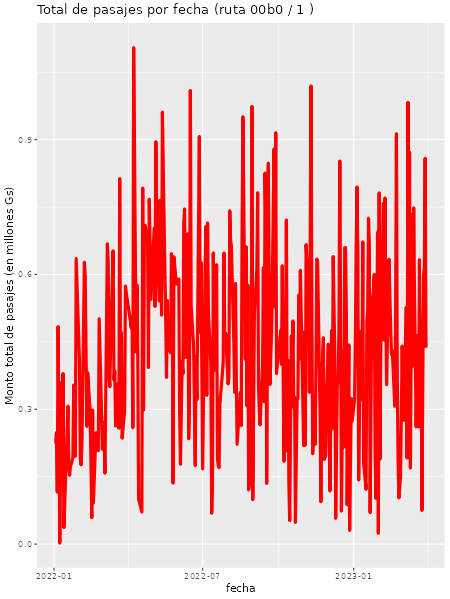 Total de pasajes por fecha (ruta 00b0 / 1 )
Monto total de pasajes (en millones Gs)
0.9
0.6
0.3
0.0
2022-01
2022-07
2023-01
fecha